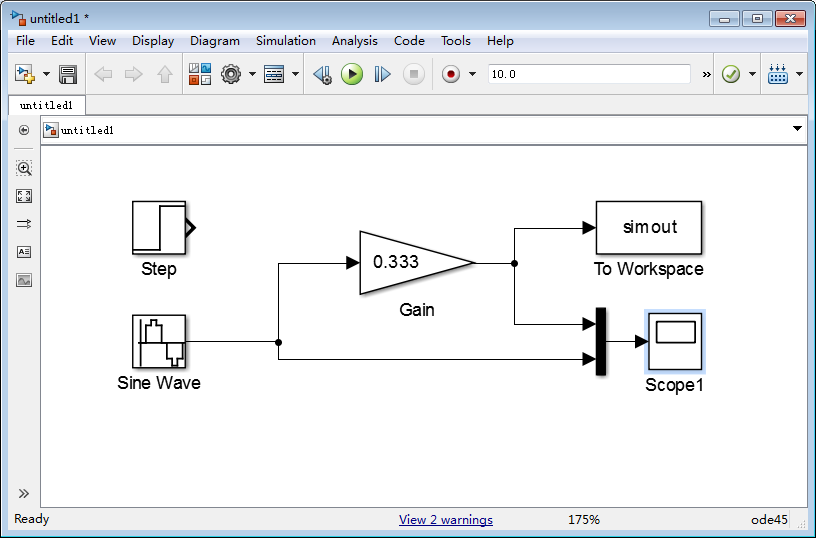 untitled1 *
File Edit View Display Diagram Simulation Analysis Code Tools Help
10.0 »
untitled1
untitled1
Step
0.333
Gain
simout
To Workspace
Sine Wave
Scope1
Ready View 2 warnings 175% ode45